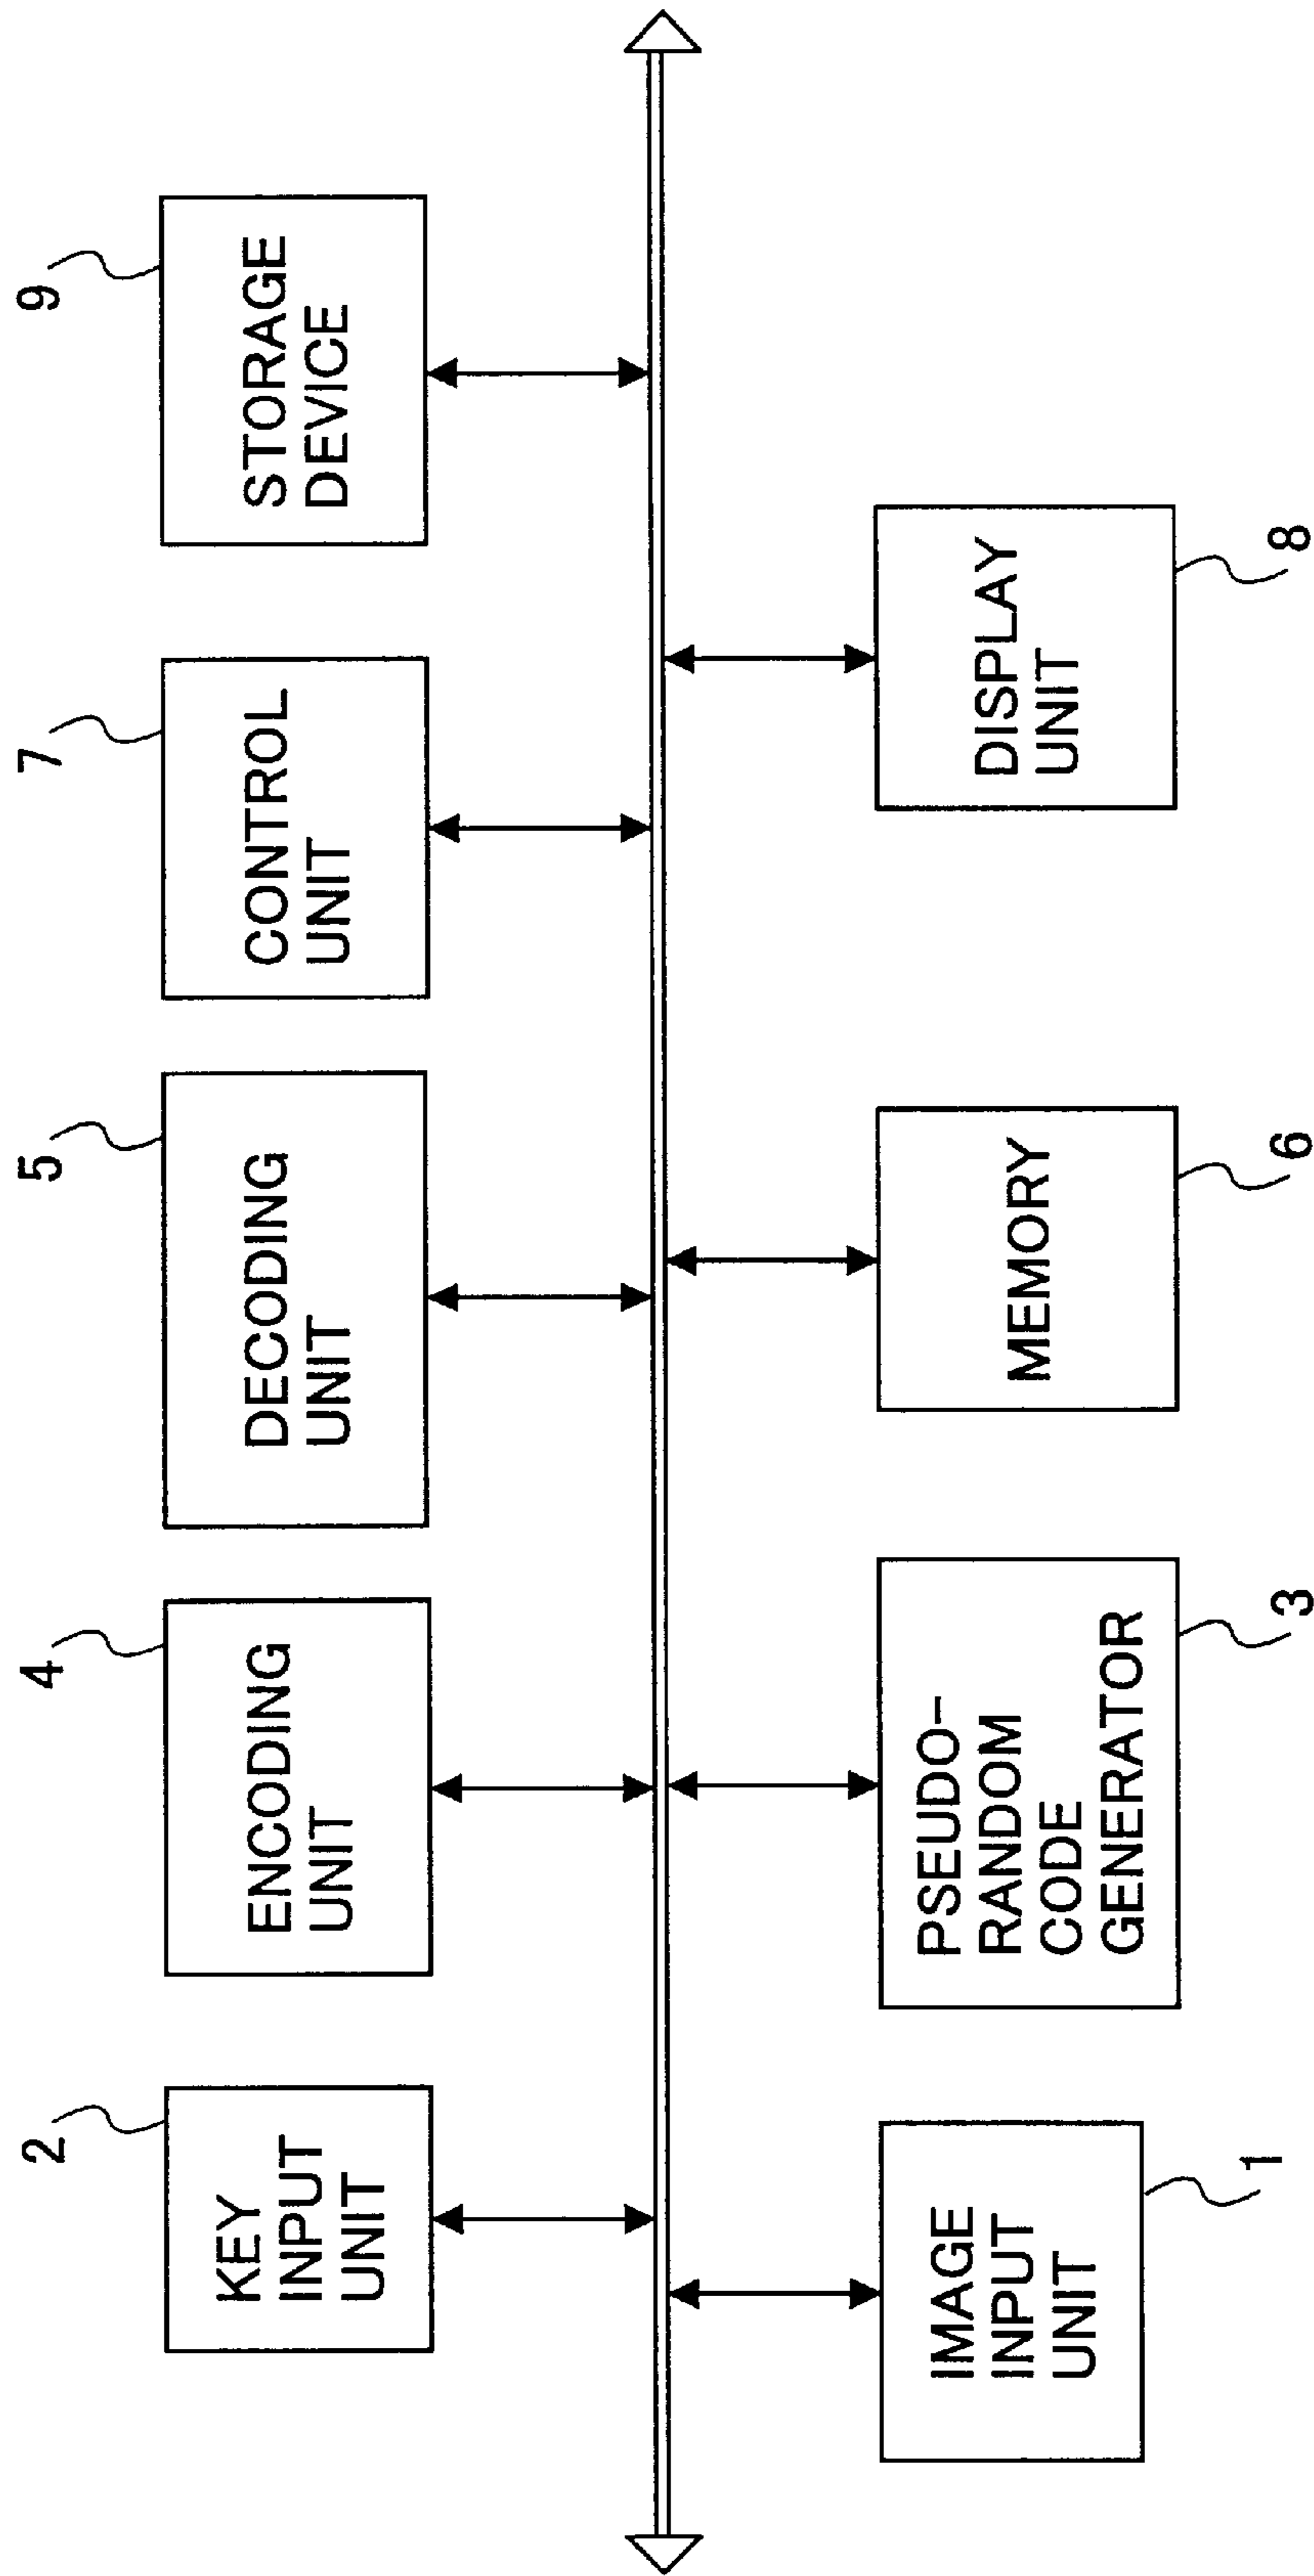 2
KEY
INPUT
UNIT
4
ENCODING
UNIT
5
DECODING
UNIT
7
CONTROL
UNIT
9
STORAGE
DEVICE
IMAGE
INPUT
UNIT
1
PSEUDO-
RANDOM
CODE
GENERATOR
3
MEMORY
6
DISPLAY
UNIT
8